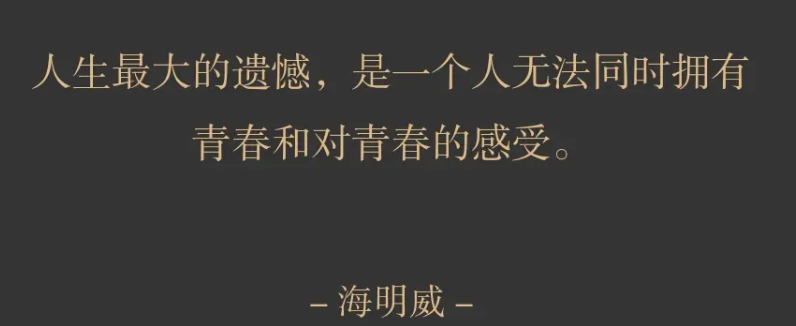 人生最大的遗憾，是一个人无法同时拥有
青春和对青春的感受。
– 海明威 –